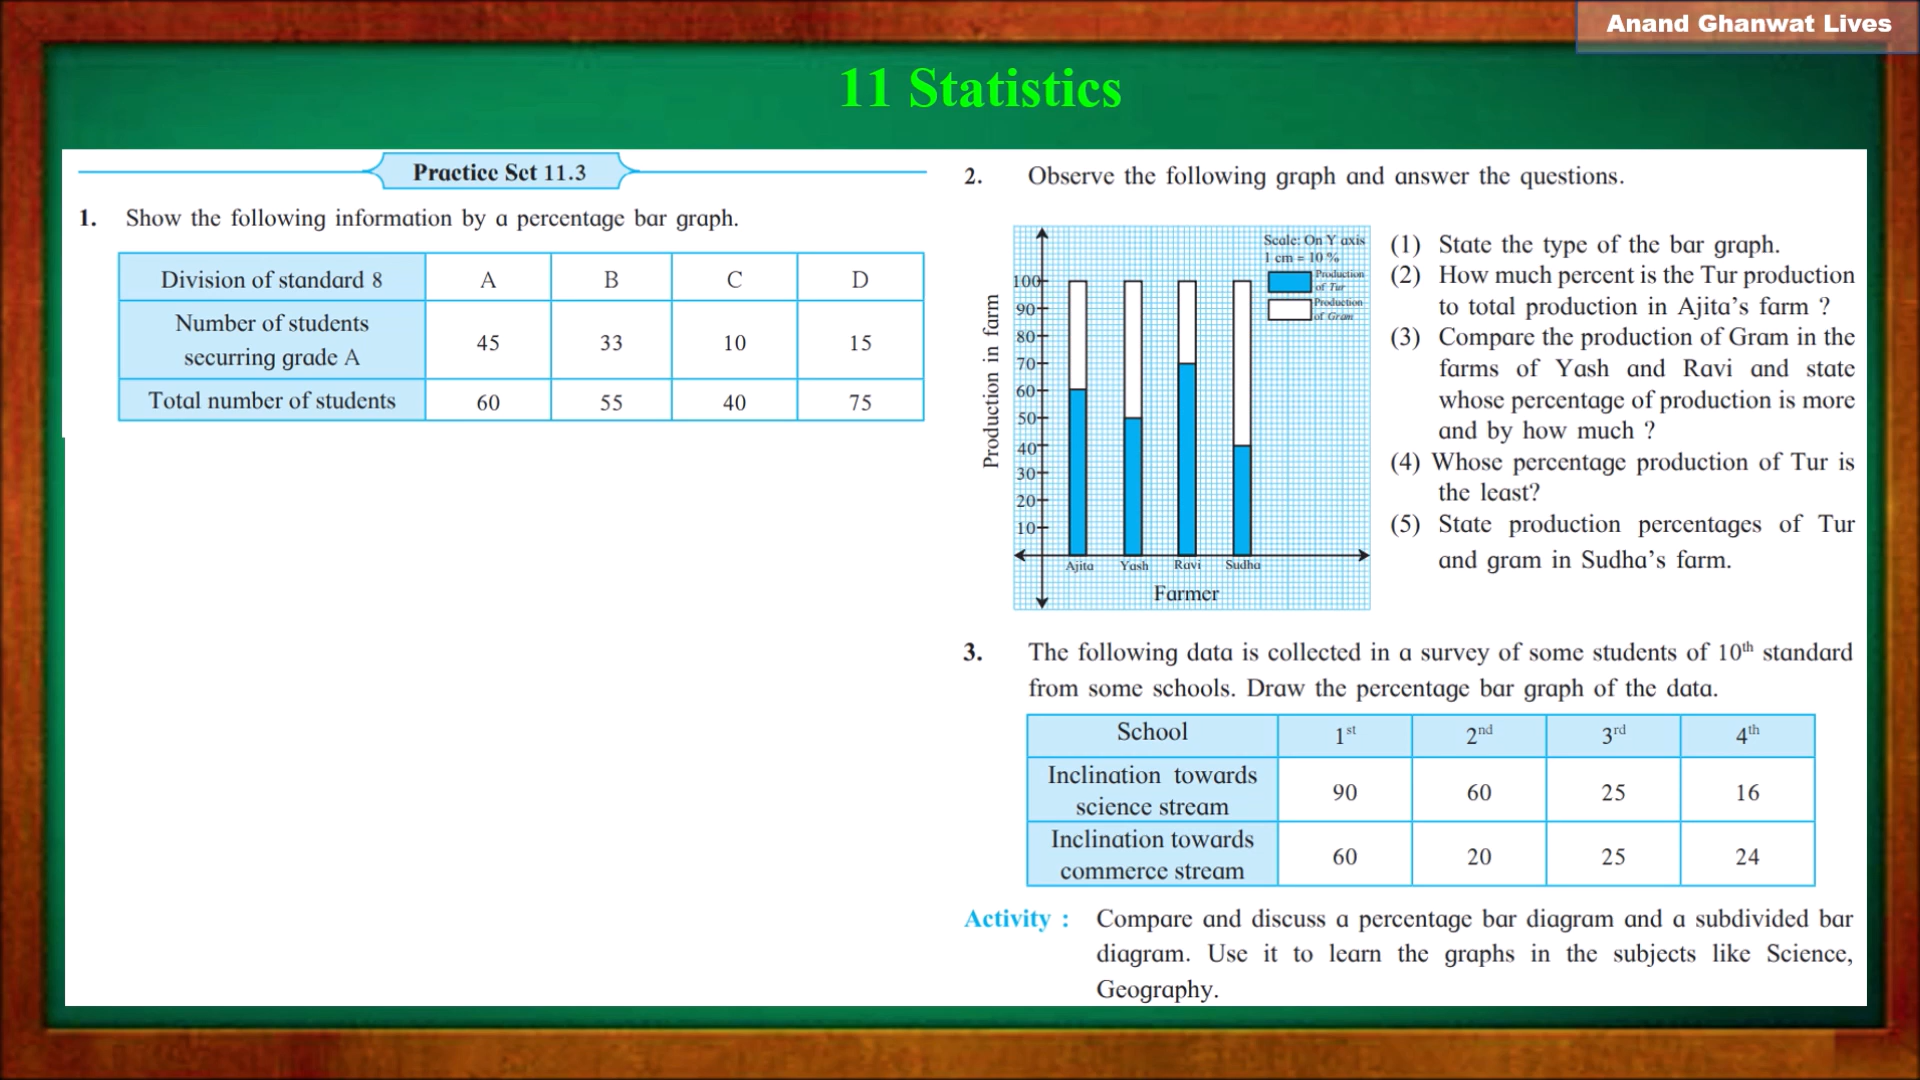 Anand Ghanwat Lives
11 Statistics
Practice Set 11.3
1. Show the following information by a percentage bar graph.
Division of standard 8 A B C D
Number of students
securring grade A 45 33 10 15
Total number of students 60 55 40 75
2. Observe the following graph and answer the questions.
Scale: On Y axis
1 cm = 10 %
Production
of Tur
Production
of Gram
Production in farm
100
90
80
70
60
50
40
30
20
10
Ajita Yash Ravi Sudha
Farmer
(1) State the type of the bar graph.
(2) How much percent is the Tur production
to total production in Ajita’s farm ?
(3) Compare the production of Gram in the
farms of Yash and Ravi and state
whose percentage of production is more
and by how much ?
(4) Whose percentage production of Tur is
the least?
(5) State production percentages of Tur
and gram in Sudha’s farm.
3. The following data is collected in a survey of some students of 10th standard
from some schools. Draw the percentage bar graph of the data.
School 1st 2nd 3rd 4th
Inclination towards
science stream 90 60 25 16
Inclination towards
commerce stream 60 20 25 24
Activity : Compare and discuss a percentage bar diagram and a subdivided bar
diagram. Use it to learn the graphs in the subjects like Science,
Geography.